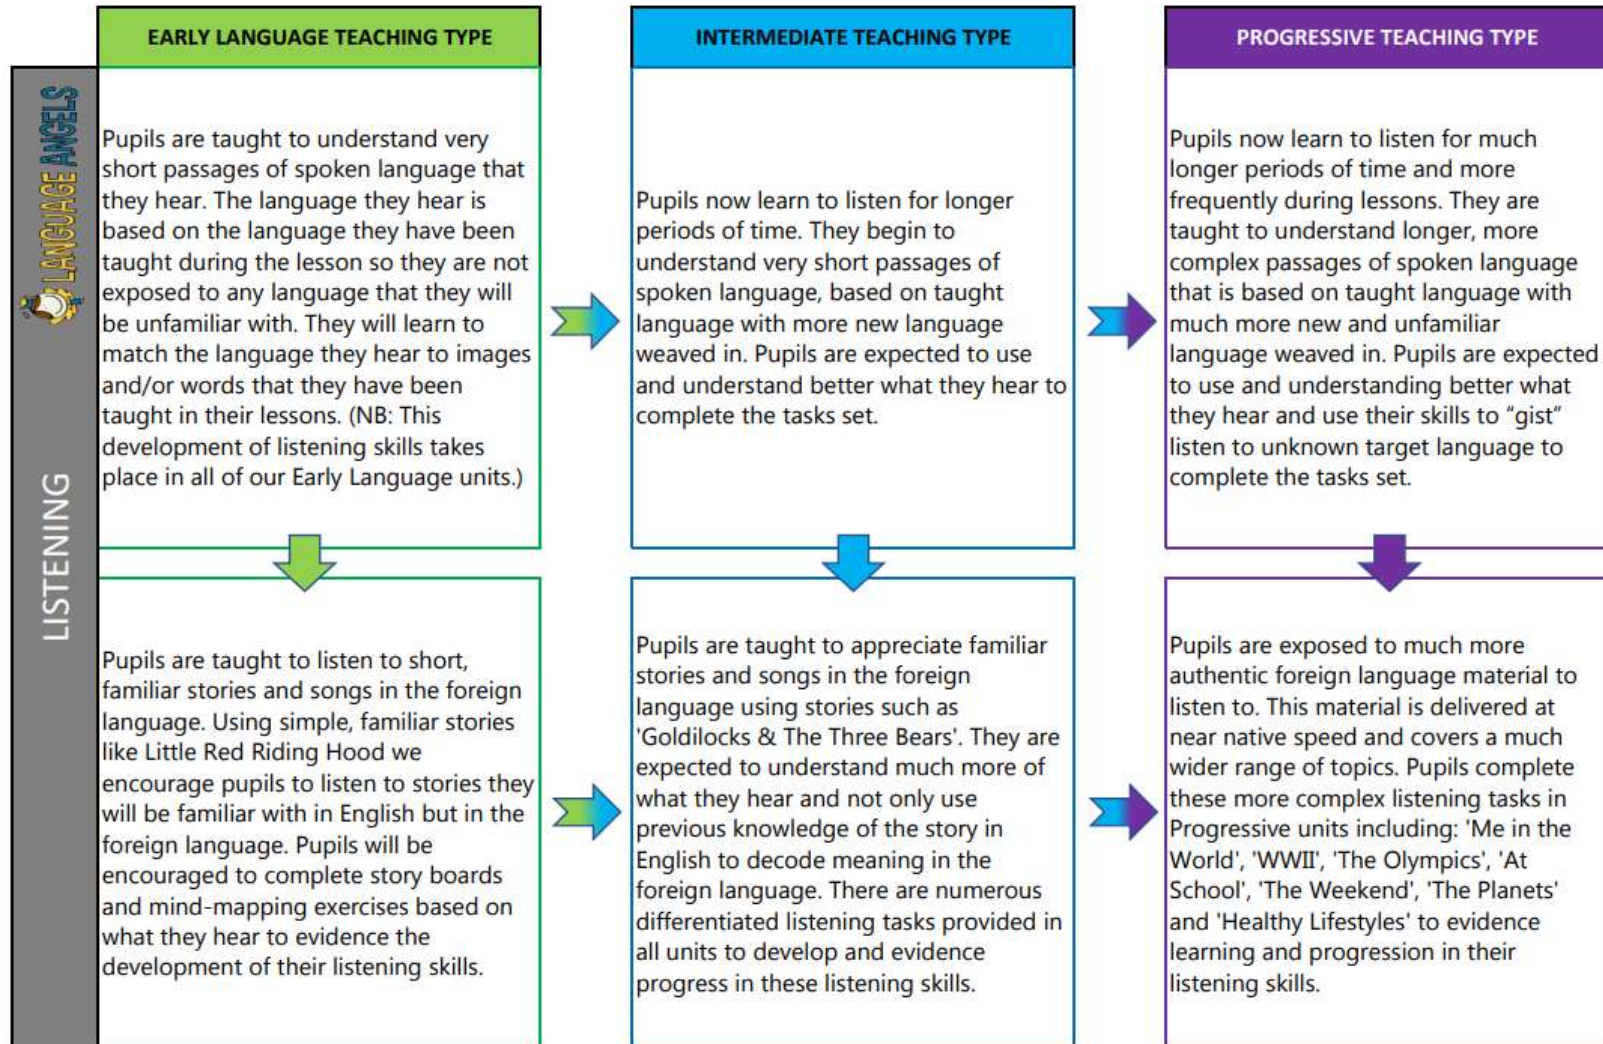 EARLY LANGUAGE TEACHING TYPE
INTERMEDIATE TEACHING TYPE
PROGRESSIVE TEACHING TYPE
LANGUAGE ANGELS
LISTENING
Pupils are taught to understand very
short passages of spoken language that
they hear. The language they hear is
based on the language they have been
taught during the lesson so they are not
exposed to any language that they will
be unfamiliar with. They will learn to
match the language they hear to images
and/or words that they have been
taught in their lessons. (NB: This
development of listening skills takes
place in all of our Early Language units.)
Pupils now learn to listen for longer
periods of time. They begin to
understand very short passages of
spoken language, based on taught
language with more new language
weaved in. Pupils are expected to use
and understand better what they hear to
complete the tasks set.
Pupils now learn to listen for much
longer periods of time and more
frequently during lessons. They are
taught to understand longer, more
complex passages of spoken language
that is based on taught language with
much more new and unfamiliar
language weaved in. Pupils are expected
to use and understanding better what
they hear and use their skills to “gist”
listen to unknown target language to
complete the tasks set.
Pupils are taught to listen to short,
familiar stories and songs in the foreign
language. Using simple, familiar stories
like Little Red Riding Hood we
encourage pupils to listen to stories they
will be familiar with in English but in the
foreign language. Pupils will be
encouraged to complete story boards
and mind-mapping exercises based on
what they hear to evidence the
development of their listening skills.
Pupils are taught to appreciate familiar
stories and songs in the foreign
language using stories such as
'Goldilocks & The Three Bears'. They are
expected to understand much more of
what they hear and not only use
previous knowledge of the story in
English to decode meaning in the
foreign language. There are numerous
differentiated listening tasks provided in
all units to develop and evidence
progress in these listening skills.
Pupils are exposed to much more
authentic foreign language material to
listen to. This material is delivered at
near native speed and covers a much
wider range of topics. Pupils complete
these more complex listening tasks in
Progressive units including: 'Me in the
World', 'WWII', 'The Olympics', 'At
School', 'The Weekend', 'The Planets'
and 'Healthy Lifestyles' to evidence
learning and progression in their
listening skills.